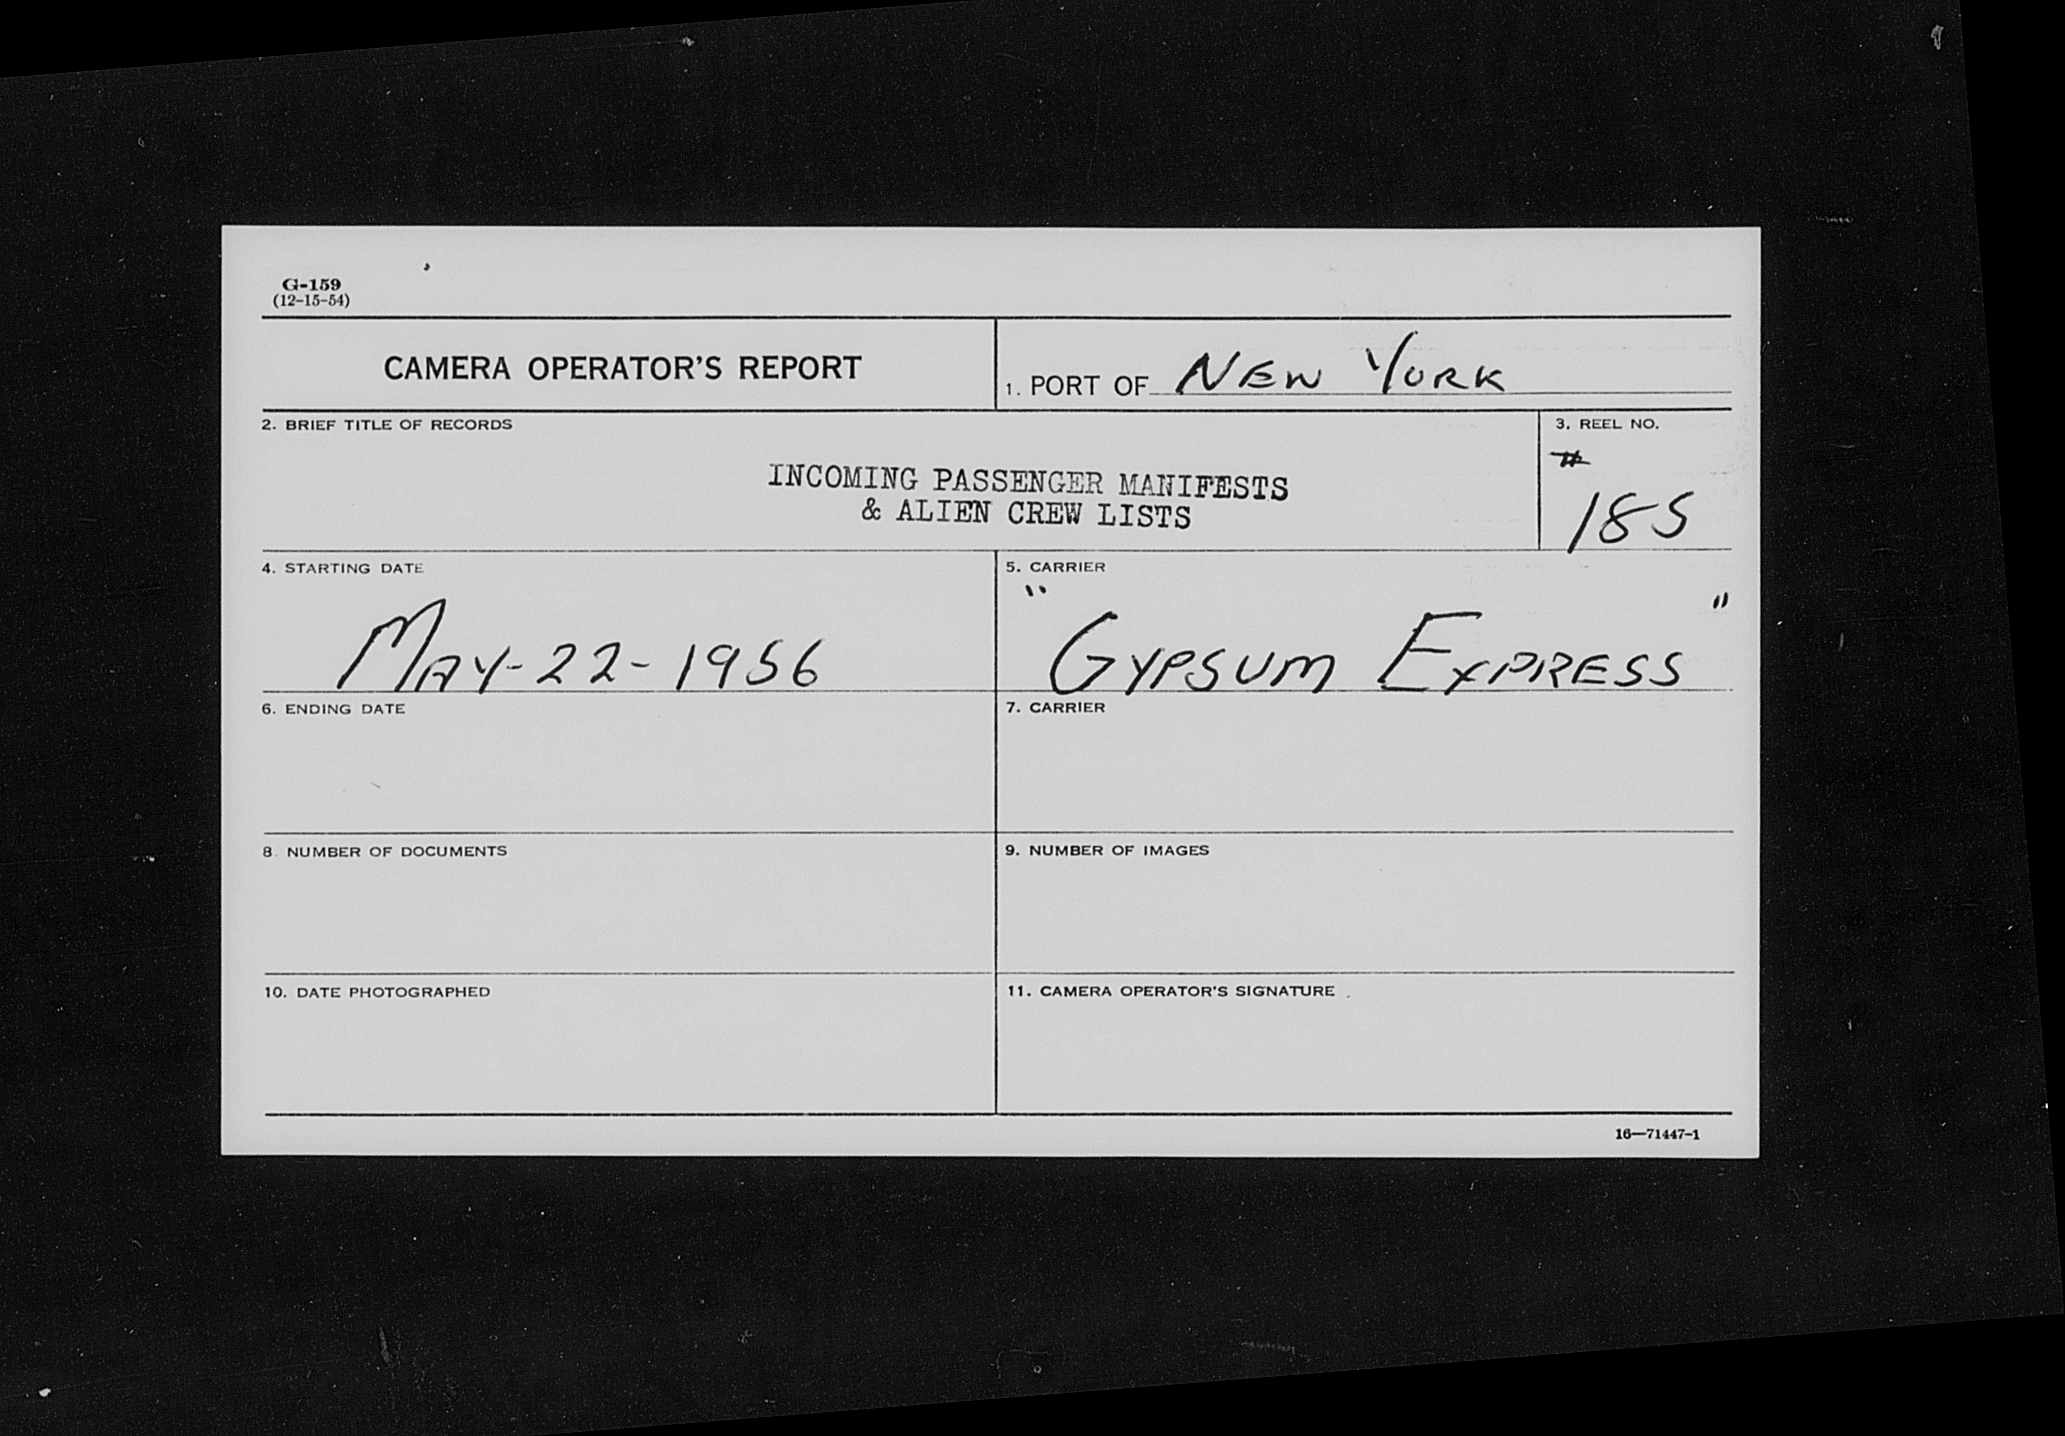 G-159
(12-15-54)
CAMERA OPERATOR'S REPORT
1. PORT OF NEW YORK
2. BRIEF TITLE OF RECORDS
INCOMING PASSENGER MANIFESTS
& ALIEN CREW LISTS
3. REEL NO.
#
185
4. STARTING DATE
MAY-22-1956
5. CARRIER
"GYPSUM EXPRESS"
6. ENDING DATE
7. CARRIER
8. NUMBER OF DOCUMENTS
9. NUMBER OF IMAGES
10. DATE PHOTOGRAPHED
11. CAMERA OPERATOR'S SIGNATURE
16—71447-1